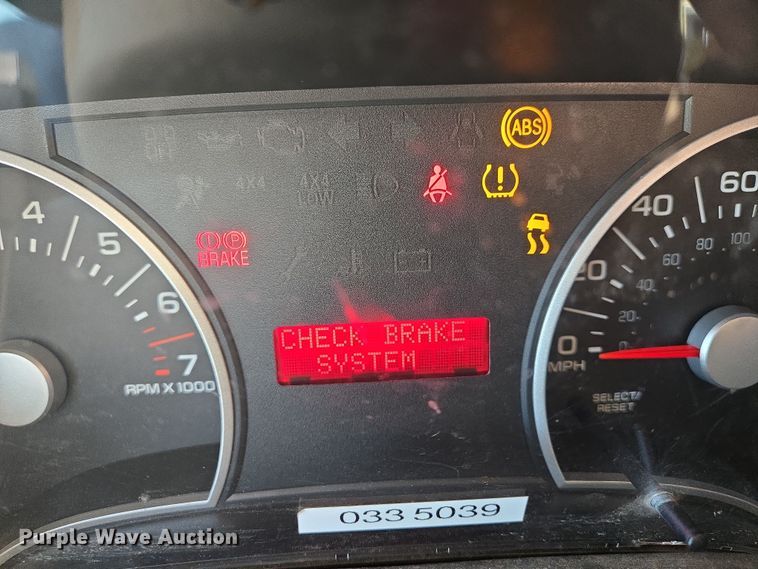 ABS
4X4
4X4
LOW
P
BRAKE
4
5
6
7
RPM X 1000
CHECK BRAKE
SYSTEM
60
40
20
0
100
80
60
40
20
0
MPH
SELECT/
RESET
033 5039
Purple Wave Auction